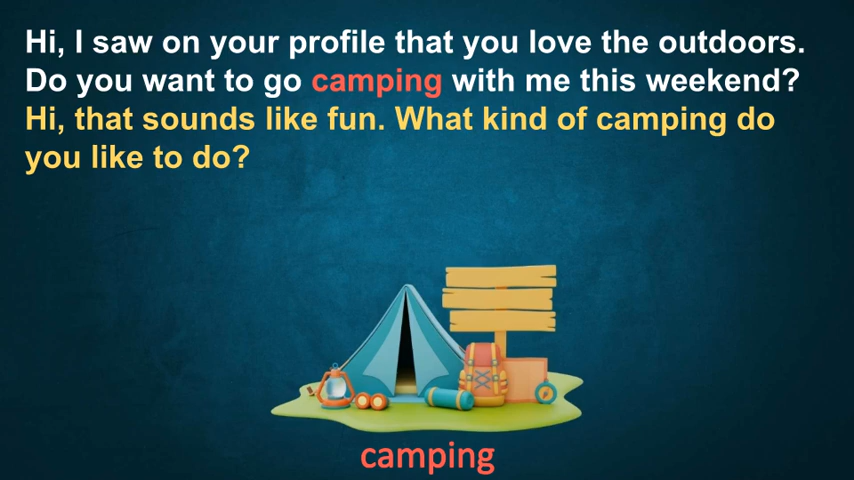 Hi, I saw on your profile that you love the outdoors.
Do you want to go camping with me this weekend?
Hi, that sounds like fun. What kind of camping do
you like to do?
camping